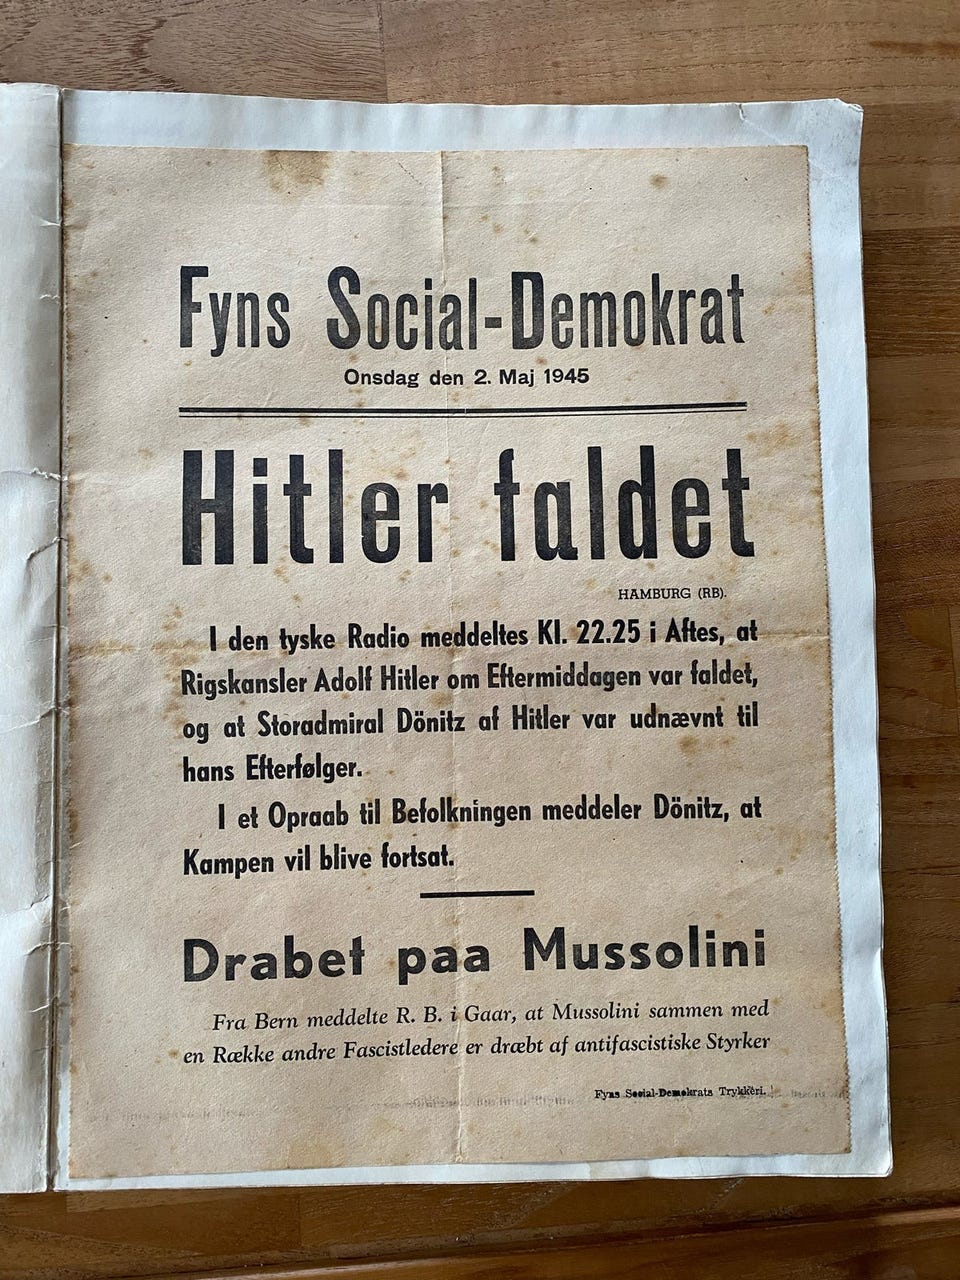 Fyns Social-Demokrat
Onsdag den 2. Maj 1945
Hitler faldet
HAMBURG (RB).
I den tyske Radio meddeltes Kl. 22.25 i Aftes, at
Rigskansler Adolf Hitler om Eftermiddagen var faldet,
og at Storadmiral Dönitz af Hitler var udnævnt til
hans Efterfølger.
I et Opraab til Befolkningen meddeler Dönitz, at
Kampen vil blive fortsat.
Drabet paa Mussolini
Fra Bern meddelte R. B. i Gaar, at Mussolini sammen med
en Række andre Fascistledere er dræbt af antifascistiske Styrker
Fyns Social-Demokrats Trykkeri.